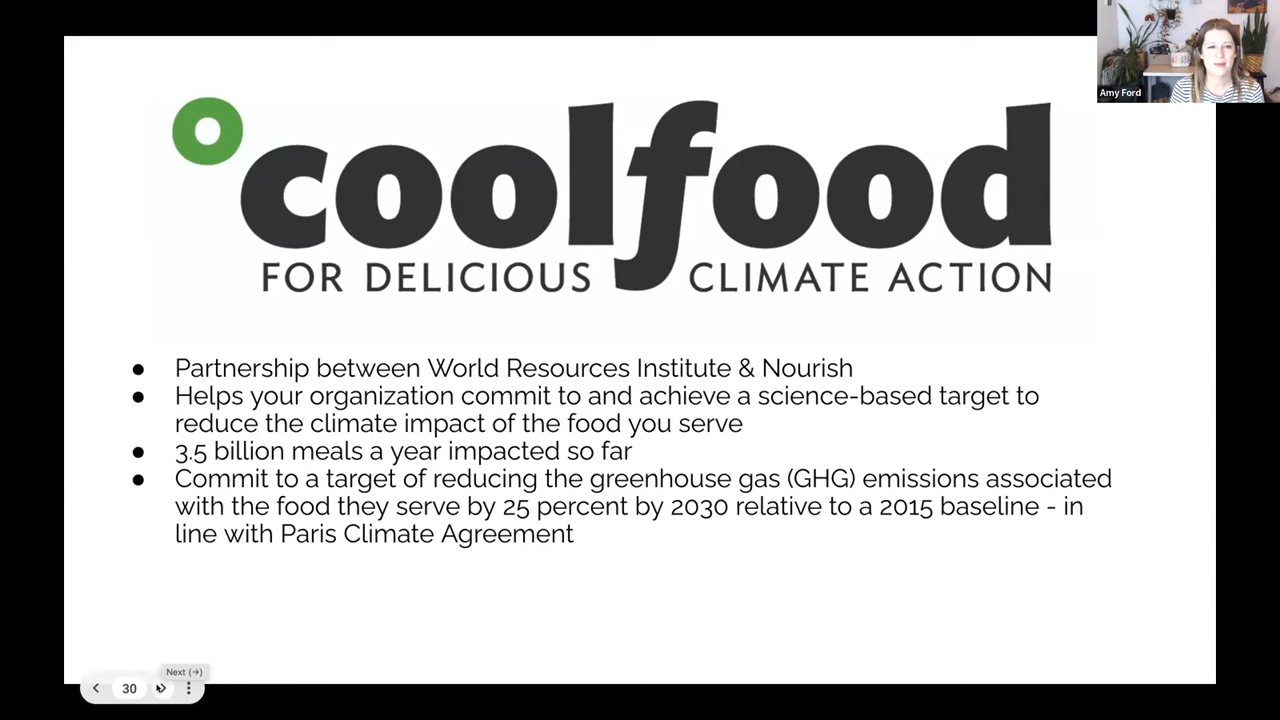 Amy Ford
°coolfood
FOR DELICIOUS CLIMATE ACTION
● Partnership between World Resources Institute & Nourish
● Helps your organization commit to and achieve a science-based target to
reduce the climate impact of the food you serve
● 3.5 billion meals a year impacted so far
● Commit to a target of reducing the greenhouse gas (GHG) emissions associated
with the food they serve by 25 percent by 2030 relative to a 2015 baseline - in
line with Paris Climate Agreement
Next (→)
30